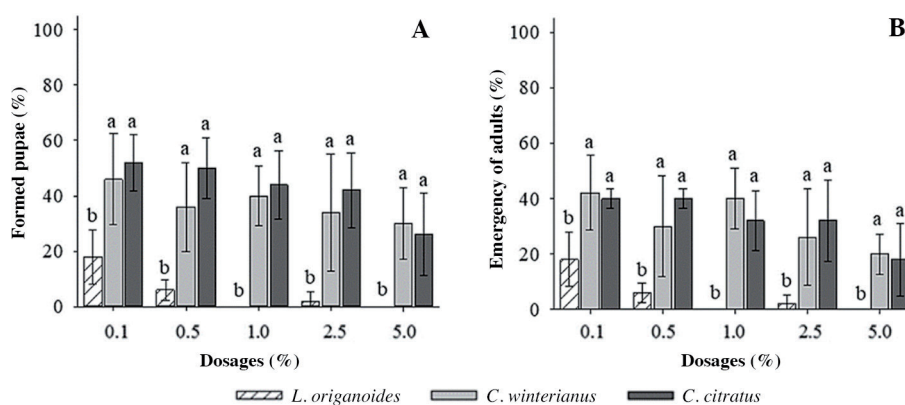 A
Formed pupae (%)
100
80
60
40
20
0
b a a
b a a
b a a
b a a
b a a
0.1 0.5 1.0 2.5 5.0
Dosages (%)
B
Emergency of adults (%)
100
80
60
40
20
0
b a a
b a a
b a a
b a a
b a a
0.1 0.5 1.0 2.5 5.0
Dosages (%)
L. origanoides C. winterianus C. citratus